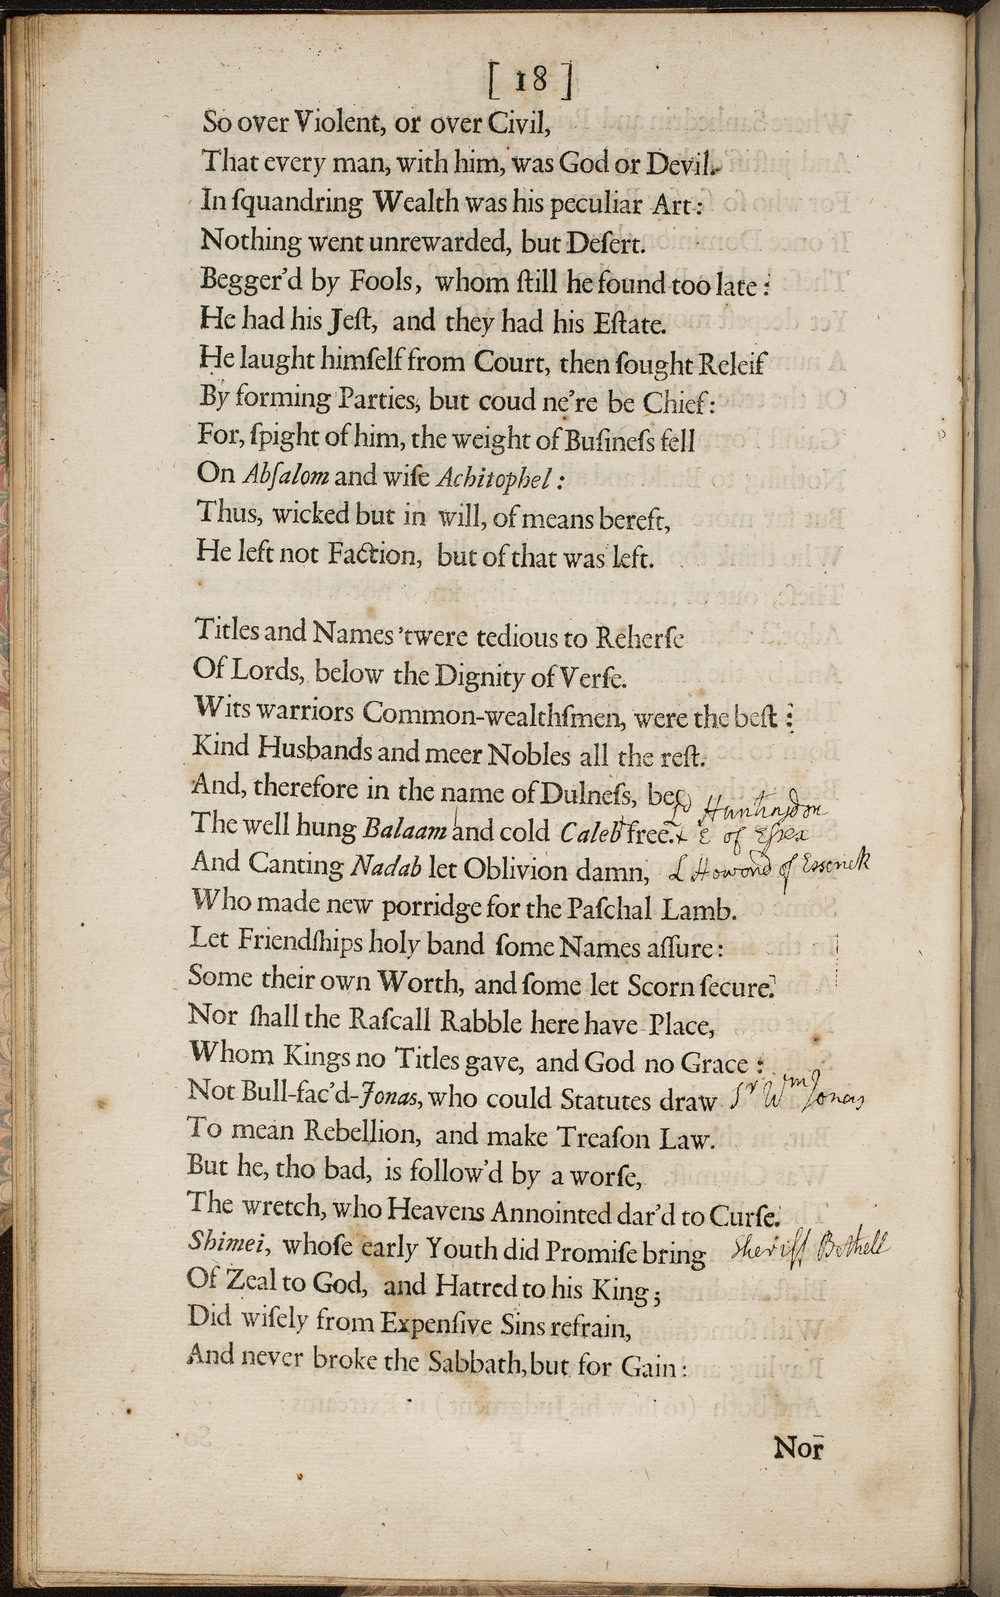 [ 18 ]
So over Violent, or over Civil,
That every man, with him, was God or Devil.
In ſquandring Wealth was his peculiar Art:
Nothing went unrewarded, but Deſert.
Begger'd by Fools, whom ſtill he found too late:
He had his Jeſt, and they had his Eſtate.
He laught himſelf from Court, then ſought Releif
By forming Parties, but coud ne're be Chief:
For, ſpight of him, the weight of Buſineſs fell
On Abſalom and wiſe Achitophel:
Thus, wicked but in will, of means bereft,
He left not Faction, but of that was left.
Titles and Names 'twere tedious to Reherſe
Of Lords, below the Dignity of Verſe.
Wits warriors Common-wealthſmen, were the beſt:
Kind Husbands and meer Nobles all the reſt.
And, therefore in the name of Dulneſs, be
Ld Huntingdon
The well hung Balaam and cold Caleb free. + E of Eſsex
And Canting Nadab let Oblivion damn, L Howard of Esserick
Who made new porridge for the Paſchal Lamb.
Let Friendſhips holy band ſome Names aſſure:
Some their own Worth, and ſome let Scorn ſecure.
Nor ſhall the Raſcall Rabble here have Place,
Whom Kings no Titles gave, and God no Grace:
Not Bull-fac'd-Jonas, who could Statutes draw Sr Wm Jones
To mean Rebellion, and make Treaſon Law.
But he, tho bad, is follow'd by a worſe,
The wretch, who Heavens Annointed dar'd to Curſe.
Shimei, whoſe early Youth did Promiſe bring Sheriff Bethell
Of Zeal to God, and Hatred to his King;
Did wiſely from Expenſive Sins refrain,
And never broke the Sabbath, but for Gain:
Nor